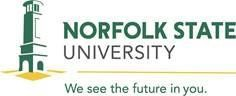 NORFOLK STATE
UNIVERSITY
We see the future in you.